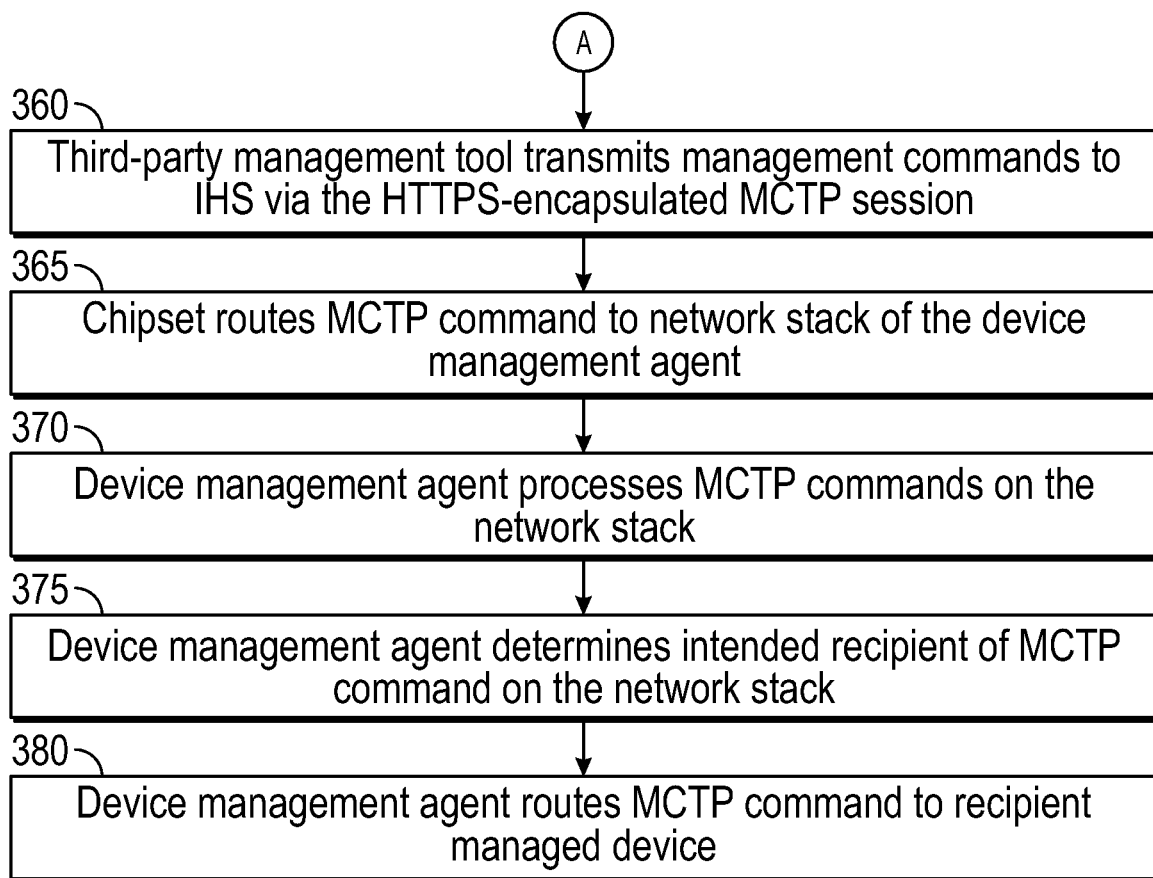 A
360
Third-party management tool transmits management commands to
IHS via the HTTPS-encapsulated MCTP session
365
Chipset routes MCTP command to network stack of the device
management agent
370
Device management agent processes MCTP commands on the
network stack
375
Device management agent determines intended recipient of MCTP
command on the network stack
380
Device management agent routes MCTP command to recipient
managed device